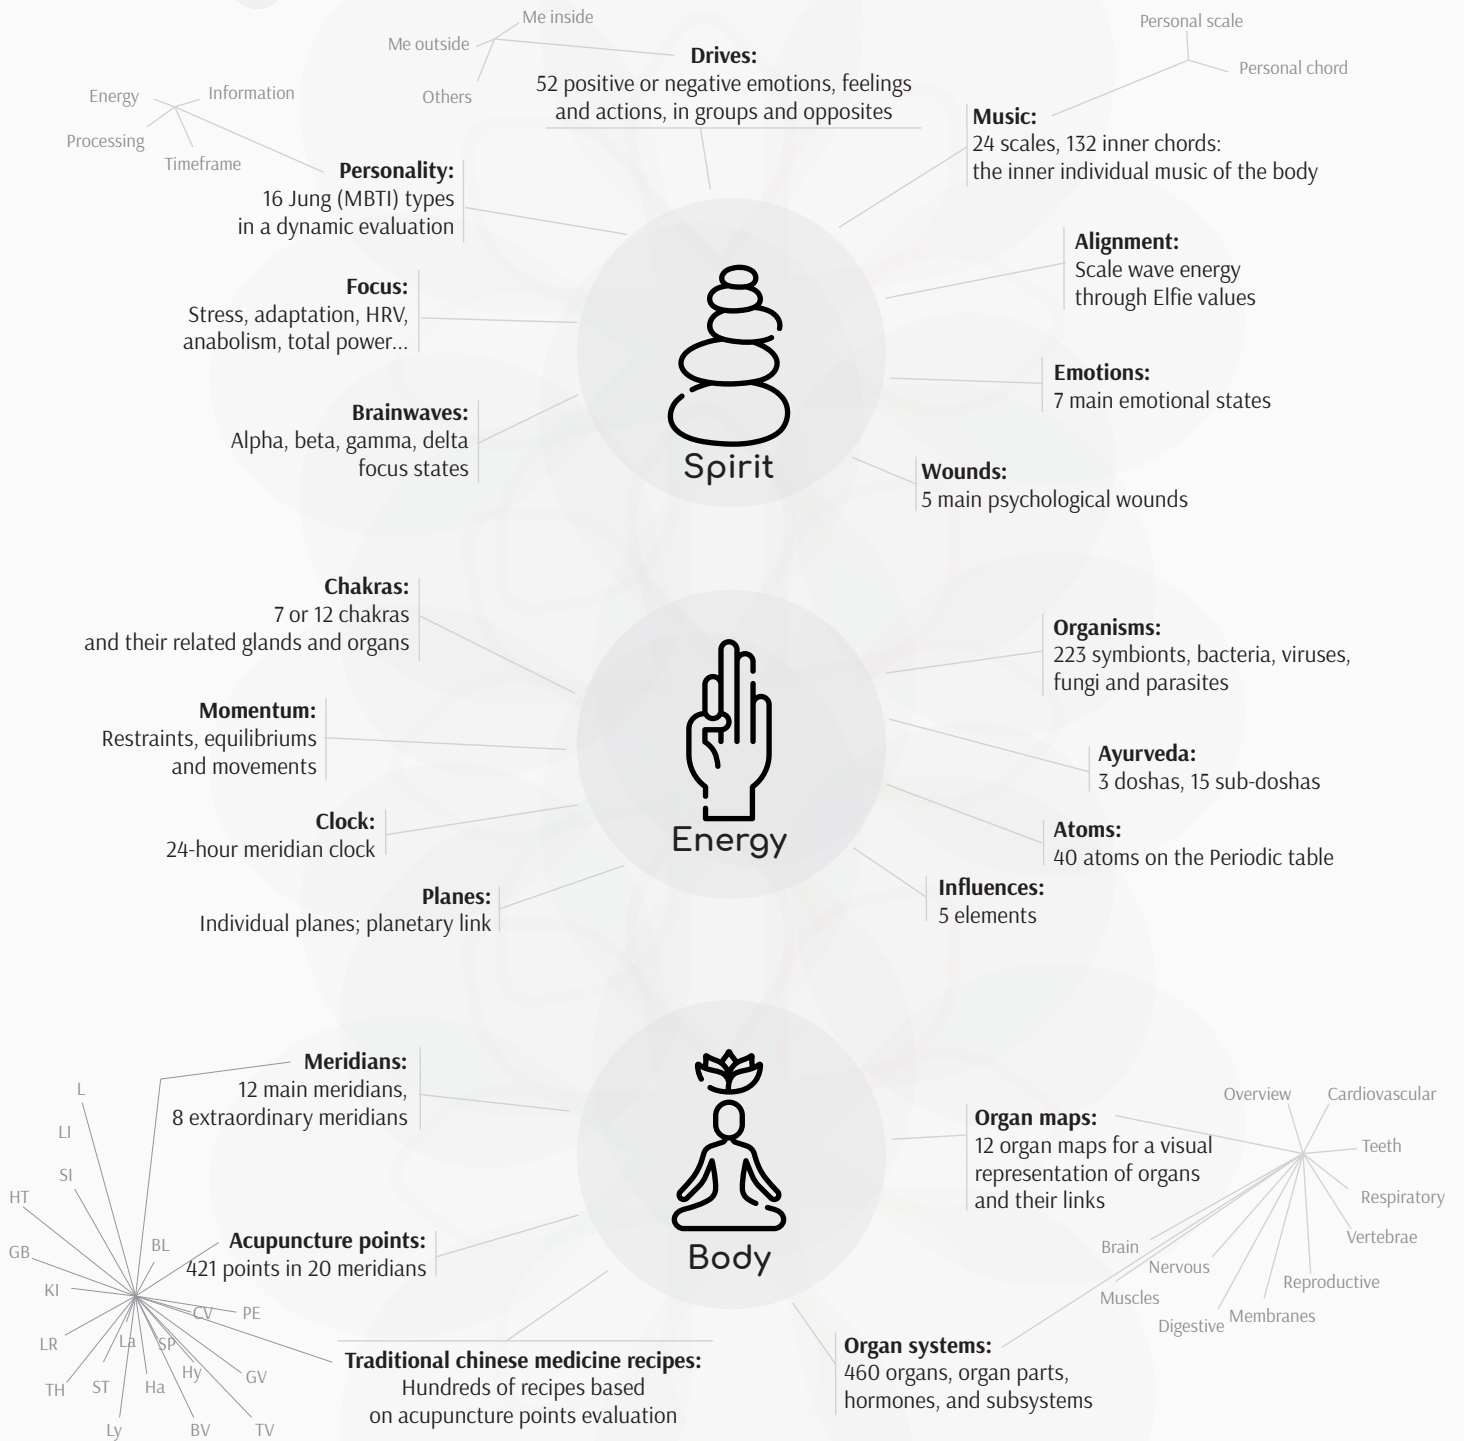 Me inside
Me outside
Others
Drives:
52 positive or negative emotions, feelings
and actions, in groups and opposites
Personal scale
Personal chord
Music:
24 scales, 132 inner chords:
the inner individual music of the body
Energy
Information
Processing
Timeframe
Personality:
16 Jung (MBTI) types
in a dynamic evaluation
Alignment:
Scale wave energy
through Elfie values
Focus:
Stress, adaptation, HRV,
anabolism, total power...
Emotions:
7 main emotional states
Brainwaves:
Alpha, beta, gamma, delta
focus states
Wounds:
5 main psychological wounds
Spirit
Chakras:
7 or 12 chakras
and their related glands and organs
Organisms:
223 symbionts, bacteria, viruses,
fungi and parasites
Momentum:
Restraints, equilibriums
and movements
Ayurveda:
3 doshas, 15 sub-doshas
Clock:
24-hour meridian clock
Atoms:
40 atoms on the Periodic table
Energy
Planes:
Individual planes; planetary link
Influences:
5 elements
Meridians:
12 main meridians,
8 extraordinary meridians
L
LI
SI
HT
GB
BL
KI
CV
PE
LR
La
SP
Hy
GV
TH
ST
Ha
Ly
BV
TV
Acupuncture points:
421 points in 20 meridians
Body
Organ maps:
12 organ maps for a visual
representation of organs
and their links
Overview
Cardiovascular
Teeth
Respiratory
Vertebrae
Reproductive
Membranes
Digestive
Muscles
Nervous
Brain
Traditional chinese medicine recipes:
Hundreds of recipes based
on acupuncture points evaluation
Organ systems:
460 organs, organ parts,
hormones, and subsystems